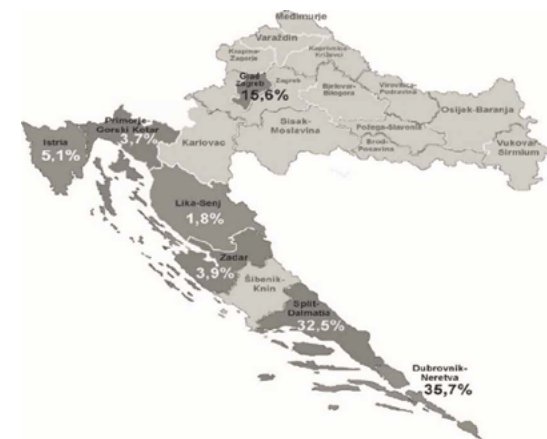 Međimurje
Varaždin
Krapina-
Zagorje
Koprivnica-
Križevci
Grad
Zagreb
15,6%
Zagreb
Bjelovar-
Bilogora
Virovitica-
Podravina
Osijek-Baranja
Primorje-
Gorski Kotar
3,7%
Istria
5,1%
Karlovac
Sisak-
Moslavina
Požega-Slavonia
Brod-
Posavina
Vukovar-
Sirmium
Lika-Senj
1,8%
Zadar
3,9%
Šibenik-
Knin
Split-
Dalmatia
32,5%
Dubrovnik-
Neretva
35,7%